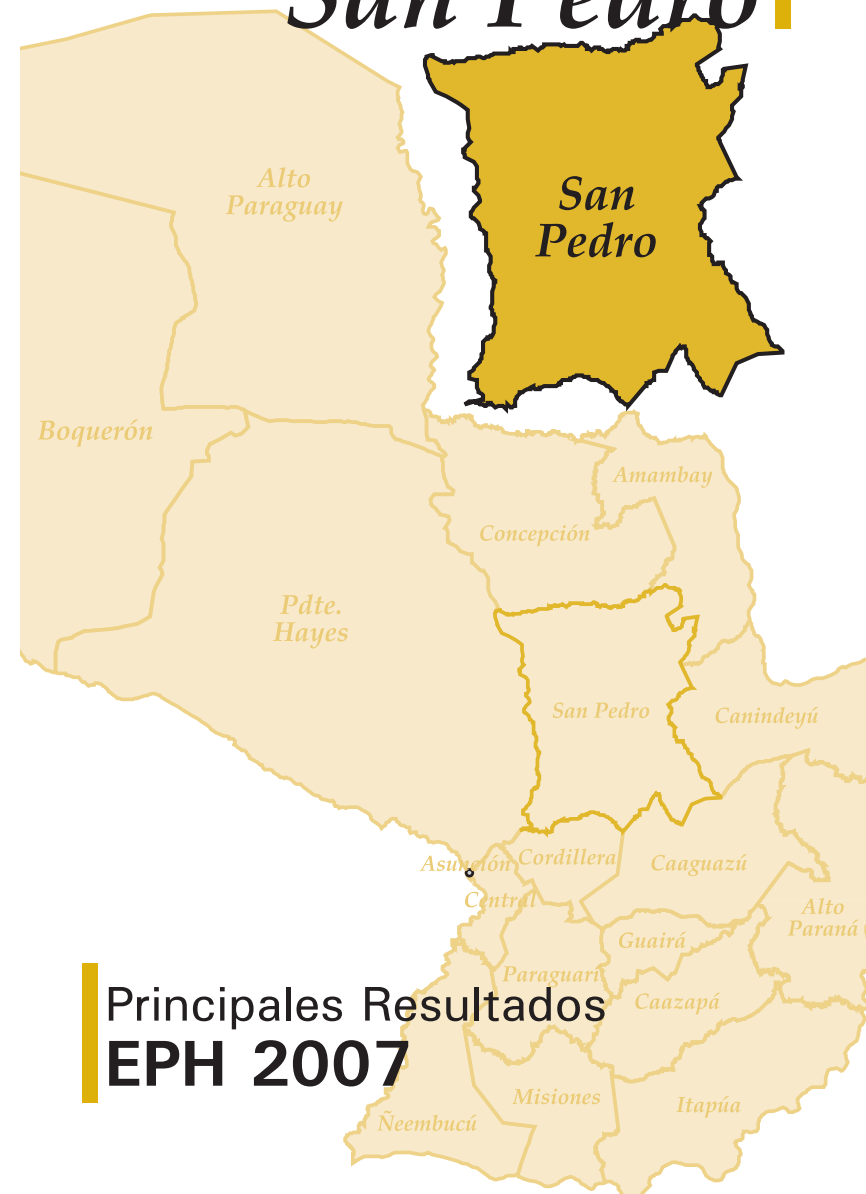 San Pedro
San
Pedro
Alto
Paraguay
Boquerón
Amambay
Concepción
Pdte.
Hayes
San Pedro
Canindeyú
Asunción
Cordillera
Caaguazú
Central
Alto
Paraná
Guairá
Paraguarí
Caazapá
Principales Resultados
EPH 2007
Misiones
Itapúa
Ñeembucú